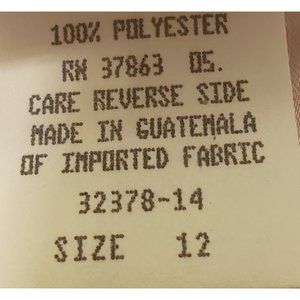 100% POLYESTER
RN 37863 05.
CARE REVERSE SIDE
MADE IN GUATEMALA
OF IMPORTED FABRIC
32378-14
SIZE 12